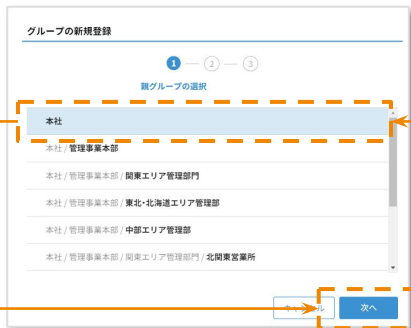 グループの新規登録
1 2 3
親グループの選択
本社
本社 / 管理事業本部
本社 / 管理事業本部 / 関東エリア管理部門
本社 / 管理事業本部 / 東北・北海道エリア管理部
本社 / 管理事業本部 / 中部エリア管理部
本社 / 管理事業本部 / 関東エリア管理部門 / 北関東営業所
キャンセル 次へ